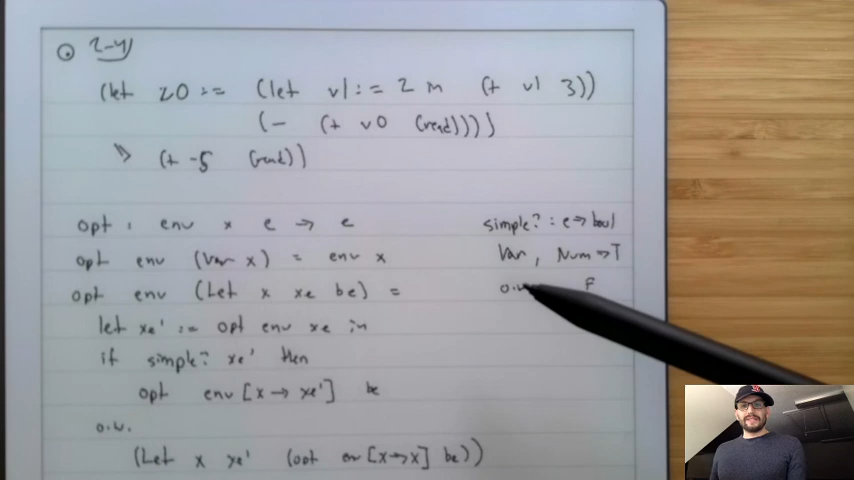 2-4)
(let z0 := (let v1 := 2 in (+ v1 3))
(- (+ v0 (read))))
(+ -5 (read))
opt : env x e → e
simple? : e → bool
opt env (Var x) = env x
Var, Num → T
opt env (Let x xe be) =
o.w. F
let xe' := opt env xe in
if simple? xe' then
opt env [x → xe'] be
o.w.
(Let x xe' (opt env [x→x] be))